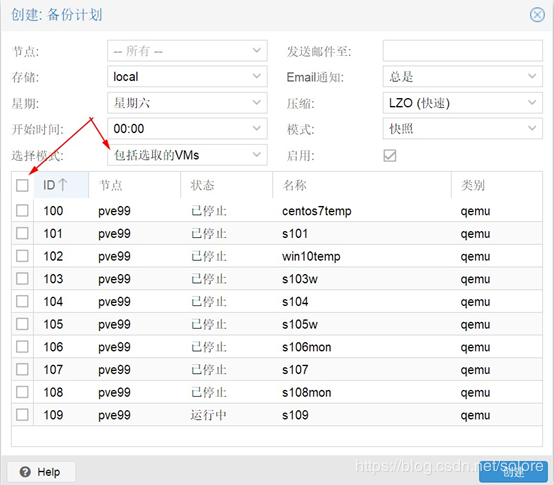 创建: 备份计划
节点: -- 所有 -- 发送邮件至:
存储: local Email通知: 总是
星期: 星期六 压缩: LZO (快速)
开始时间: 00:00 模式: 快照
选择模式: 包括选取的VMs 启用:
ID↑ 节点 状态 名称 类别
100 pve99 已停止 centos7temp qemu
101 pve99 已停止 s101 qemu
102 pve99 已停止 win10temp qemu
103 pve99 已停止 s103w qemu
104 pve99 已停止 s104 qemu
105 pve99 已停止 s105w qemu
106 pve99 已停止 s106mon qemu
107 pve99 已停止 s107 qemu
108 pve99 已停止 s108mon qemu
109 pve99 运行中 s109 qemu
Help 创建
https://blog.csdn.net/solore